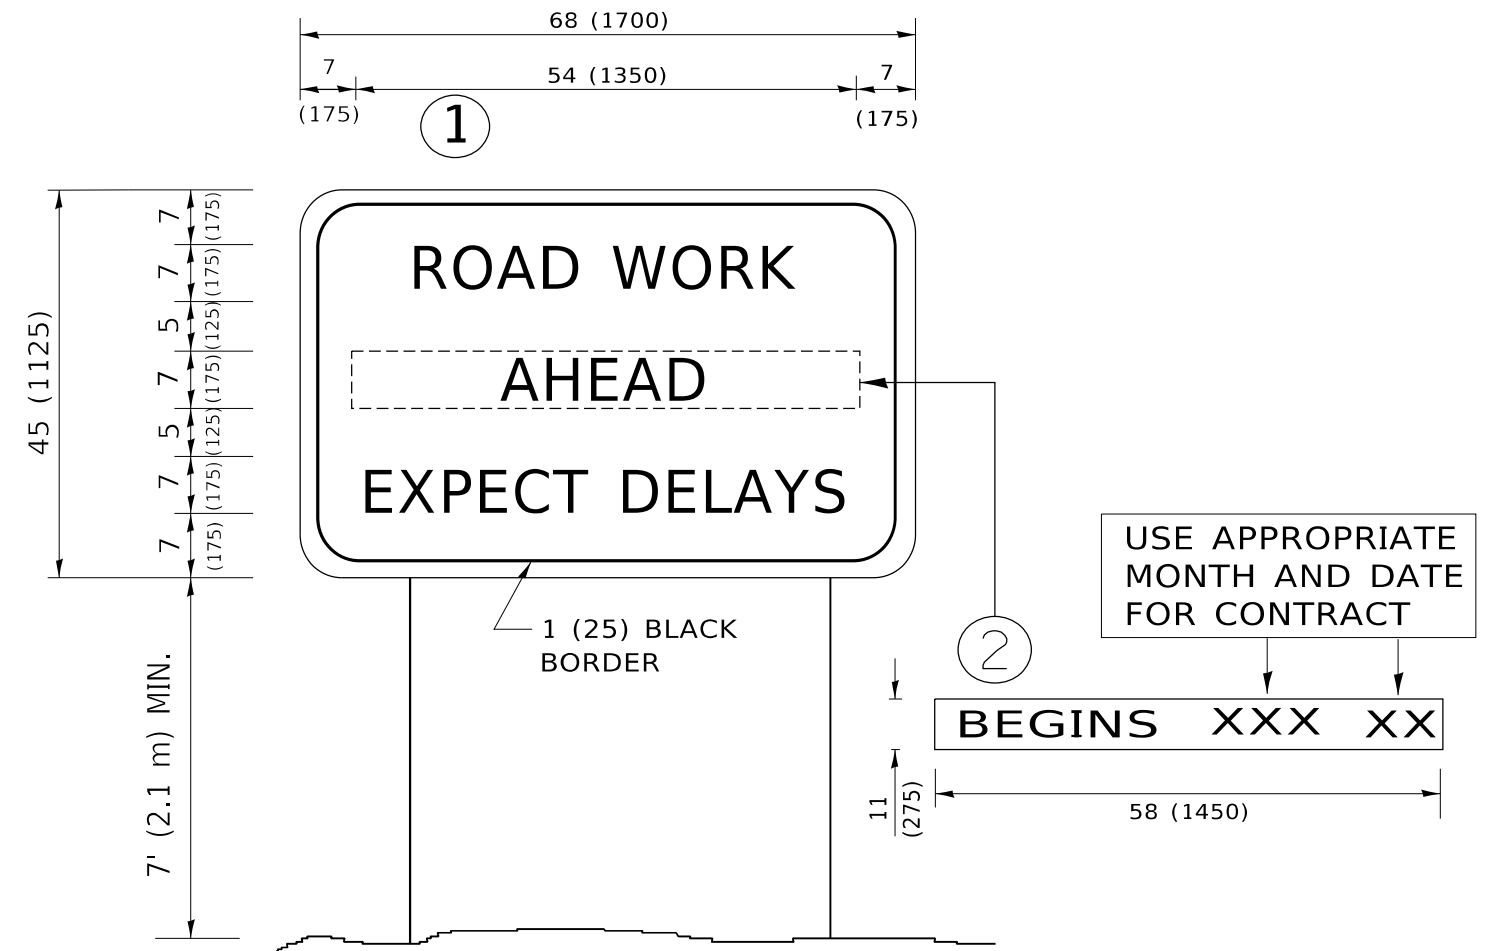 68 (1700)
7
54 (1350)
7
(175)
(175)
1
7
(175)
7
(175)
5
(125)
7
(175)
5
(125)
7
(175)
7
(175)
45 (1125)
7' (2.1 m) MIN.
ROAD WORK
AHEAD
EXPECT DELAYS
1 (25) BLACK
BORDER
2
USE APPROPRIATE
MONTH AND DATE
FOR CONTRACT
BEGINS XXX XX
11
(275)
58 (1450)